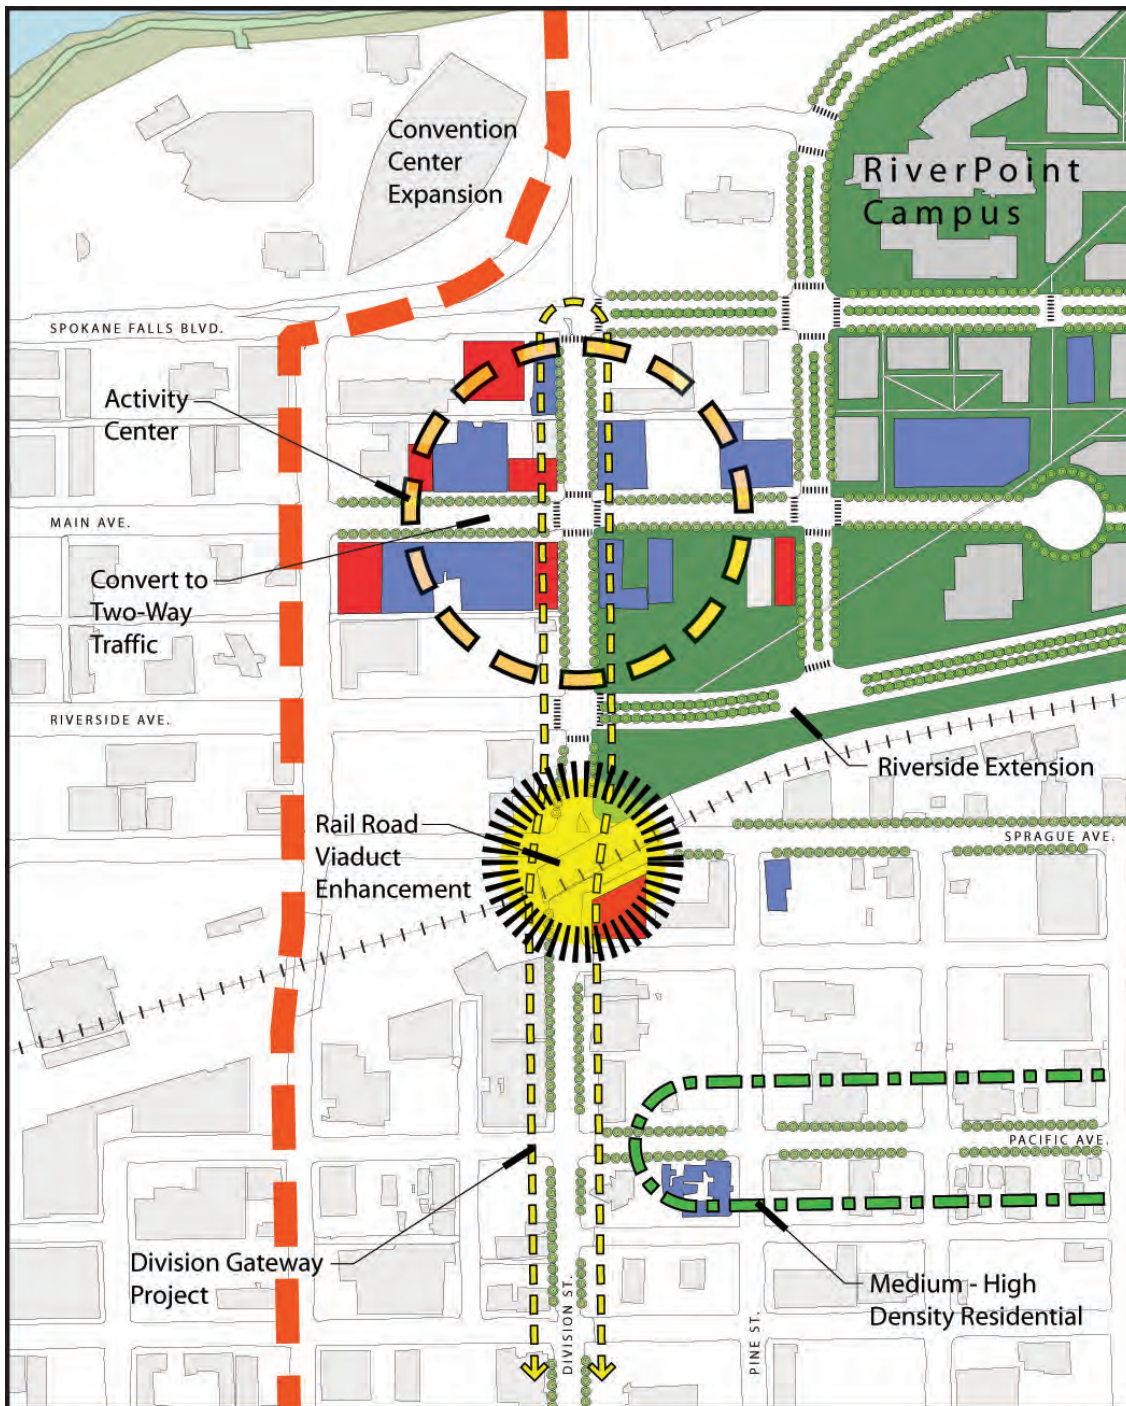 Convention
Center
Expansion
RiverPoint
Campus
SPOKANE FALLS BLVD.
Activity
Center
MAIN AVE.
Convert to
Two-Way
Traffic
RIVERSIDE AVE.
Riverside Extension
Rail Road
Viaduct
Enhancement
SPRAGUE AVE.
PACIFIC AVE.
Division Gateway
Project
DIVISION ST.
PINE ST.
Medium - High
Density Residential